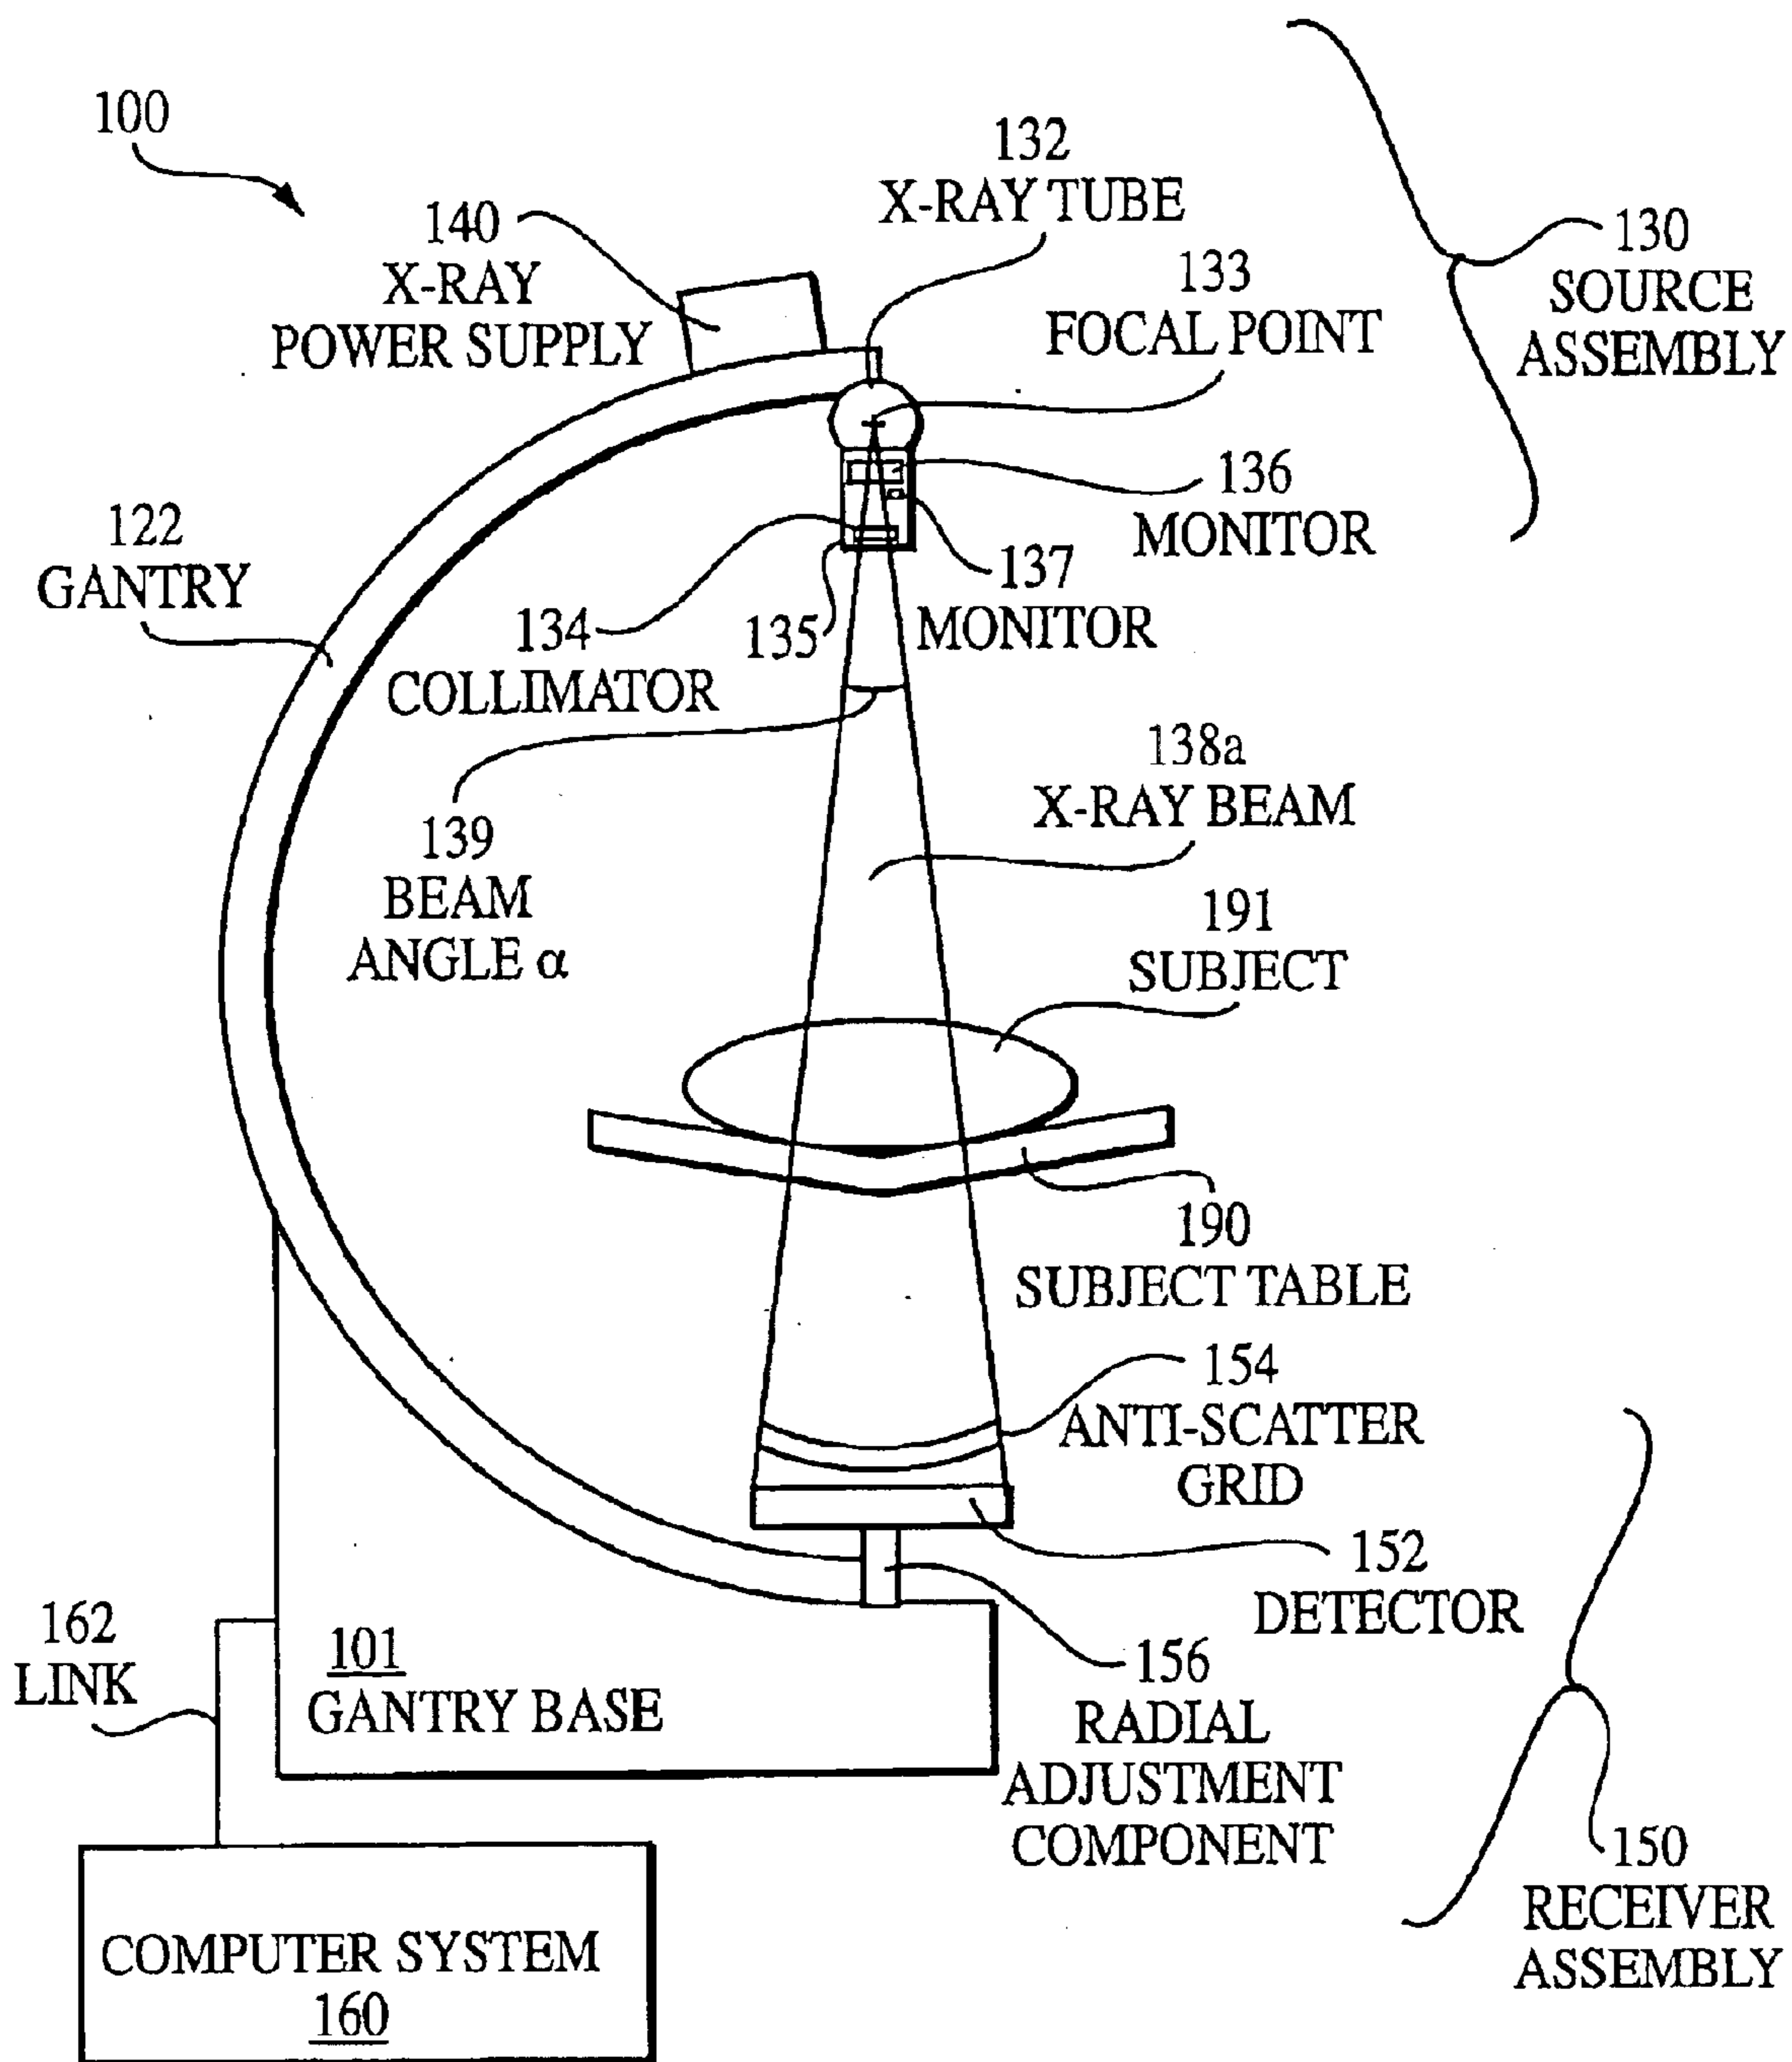 100
132
X-RAY TUBE
140
X-RAY
POWER SUPPLY
133
FOCAL POINT
130
SOURCE
ASSEMBLY
136
MONITOR
122
GANTRY
137
MONITOR
134
COLLIMATOR
135
138a
X-RAY BEAM
139
BEAM
ANGLE α
191
SUBJECT
190
SUBJECT TABLE
154
ANTI-SCATTER
GRID
152
DETECTOR
162
LINK
101
GANTRY BASE
156
RADIAL
ADJUSTMENT
COMPONENT
150
RECEIVER
ASSEMBLY
COMPUTER SYSTEM
160